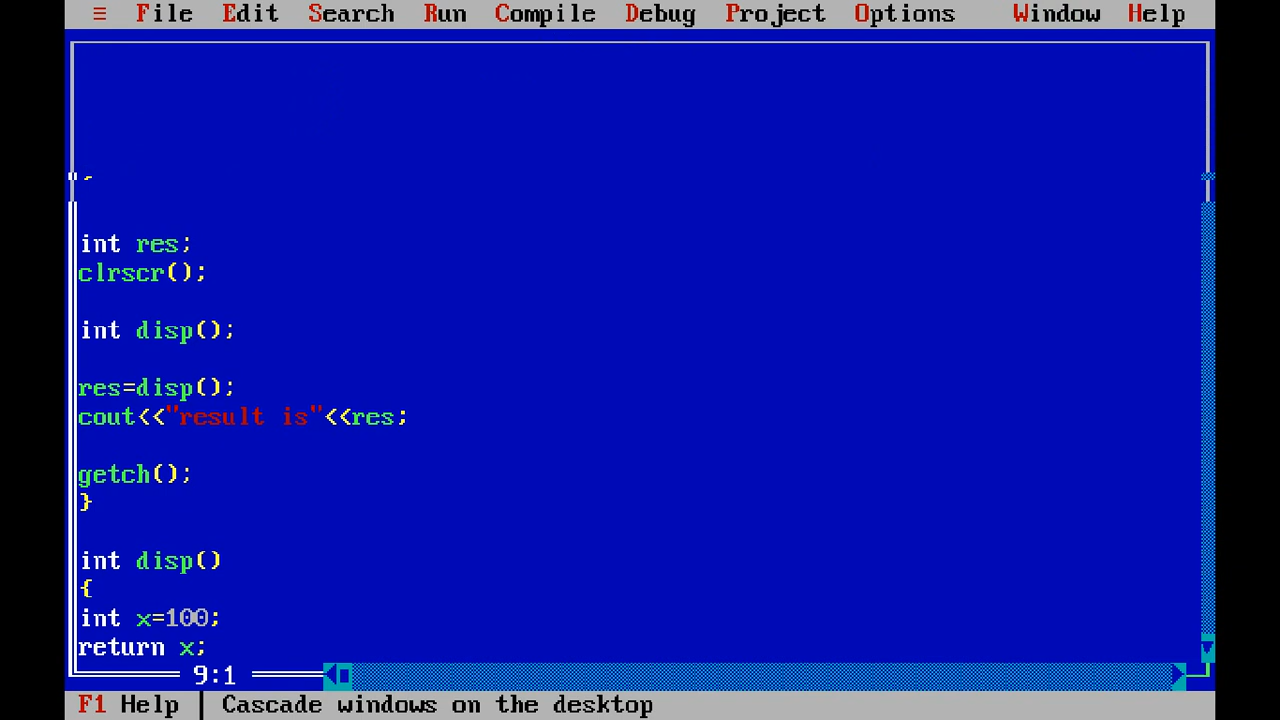 ≡ File Edit Search Run Compile Debug Project Options Window Help
int res;
clrscr();
int disp();
res=disp();
cout<<"result is"<<res;
getch();
}
int disp()
{
int x=100;
return x;
9:1
F1 Help │ Cascade windows on the desktop